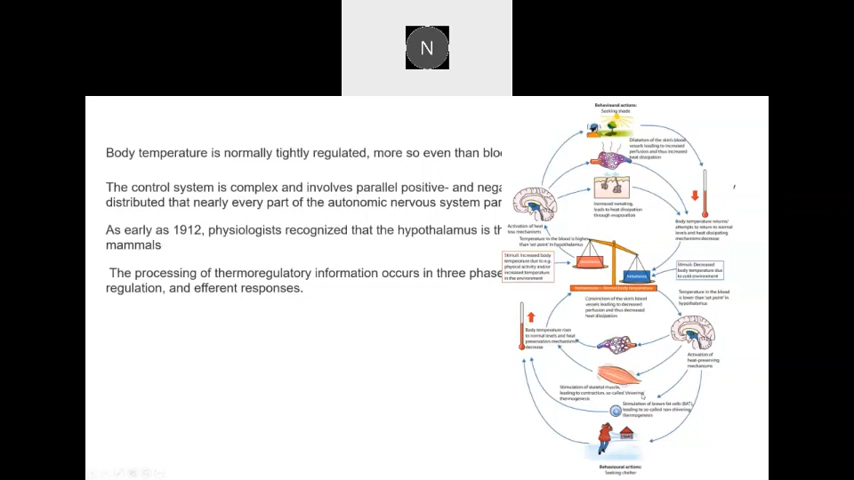 N
Body temperature is normally tightly regulated, more so even than bloo
The control system is complex and involves parallel positive- and nega
distributed that nearly every part of the autonomic nervous system par
As early as 1912, physiologists recognized that the hypothalamus is th
mammals
The processing of thermoregulatory information occurs in three phase
regulation, and efferent responses.
Behavioural actions:
Seeking shade
Dilatation of the skin's blood
vessels leading to increased
perfusion and thus increased
heat dissipation
Increased sweating,
leads to heat dissipation
through evaporation
Activation of heat
loss mechanisms
Body temperature returns/
attempts to return to normal
levels and heat dissipating
mechanisms decrease
Temperature in the blood is higher
than 'set point' in hypothalamus
Stimuli: Increased body
temperature due to e.g.
physical activity and/or
increased temperature
in the environment
Stimuli: Decreased
body temperature due
to cold environment
Temperature in the blood
is lower than 'set point' in
hypothalamus
Constriction of the skin's blood
vessels leading to decreased
perfusion and thus decreased
heat dissipation
Body temperature rises
to normal levels and heat
preservation mechanisms
decrease
Activation of
heat-preserving
mechanisms
Stimulation of skeletal muscle,
leading to contraction, so-called 'shivering'
thermogenesis
Stimulation of brown fat cells (BAT),
leading to so-called non-shivering
thermogenesis
Behavioural actions:
Seeking shelter